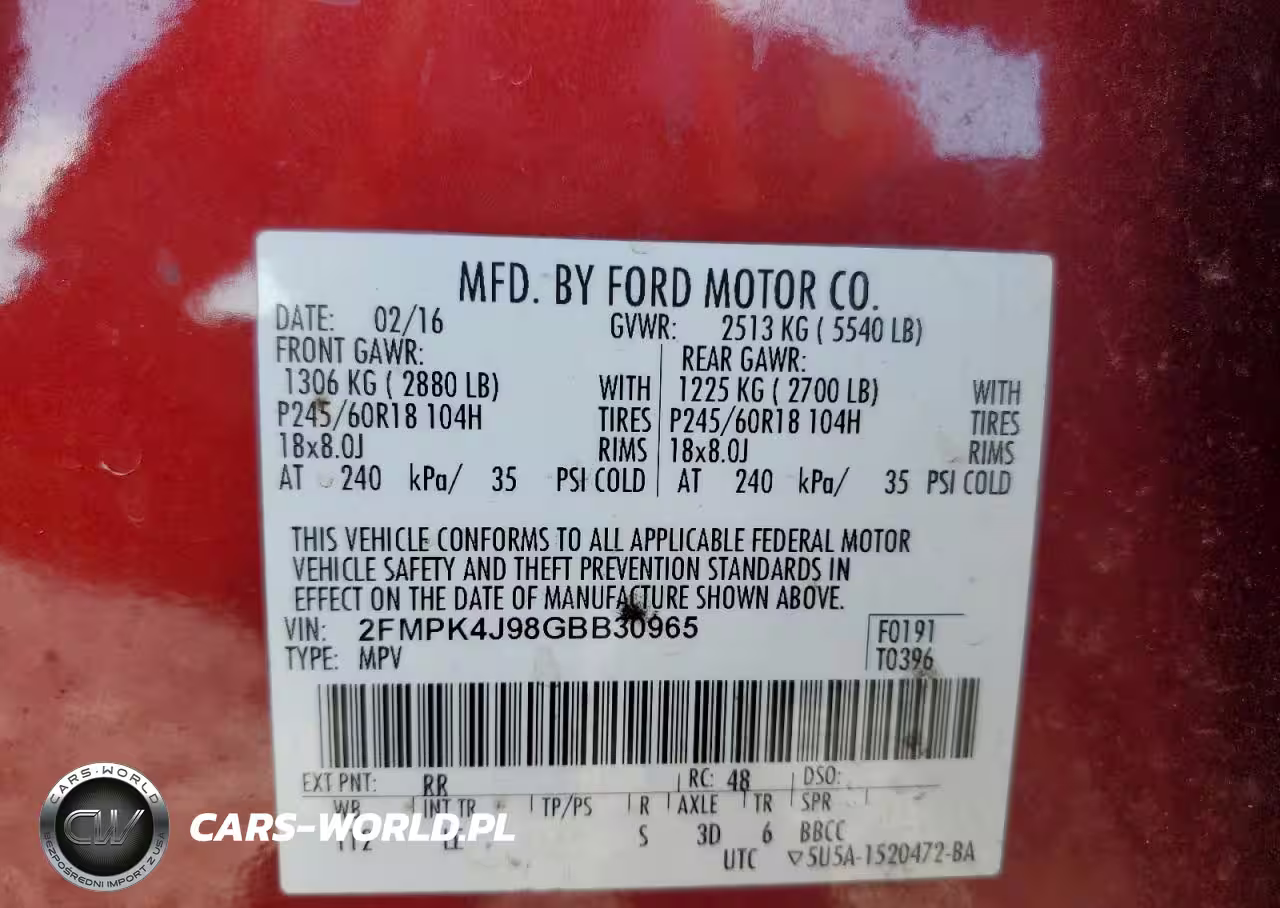 MFD. BY FORD MOTOR CO.
DATE: 02/16 GVWR: 2513 KG ( 5540 LB)
FRONT GAWR: REAR GAWR:
1306 KG ( 2880 LB) WITH 1225 KG ( 2700 LB) WITH
P245/60R18 104H TIRES P245/60R18 104H TIRES
18x8.0J RIMS 18x8.0J RIMS
AT 240 kPa/ 35 PSI COLD AT 240 kPa/ 35 PSI COLD
THIS VEHICLE CONFORMS TO ALL APPLICABLE FEDERAL MOTOR
VEHICLE SAFETY AND THEFT PREVENTION STANDARDS IN
EFFECT ON THE DATE OF MANUFACTURE SHOWN ABOVE.
VIN: 2FMPK4J98GBB30965 F0191
TYPE: MPV T0396
EXT PNT: RR RC: 48 DSO:
WB INT TR TP/PS R AXLE TR SPR
112 LE S 3D 6 BBCC
UTC ▽5U5A-1520472-BA
CARS-WORLD
CW
BEZPOŚREDNI IMPORT Z USA
CARS-WORLD.PL